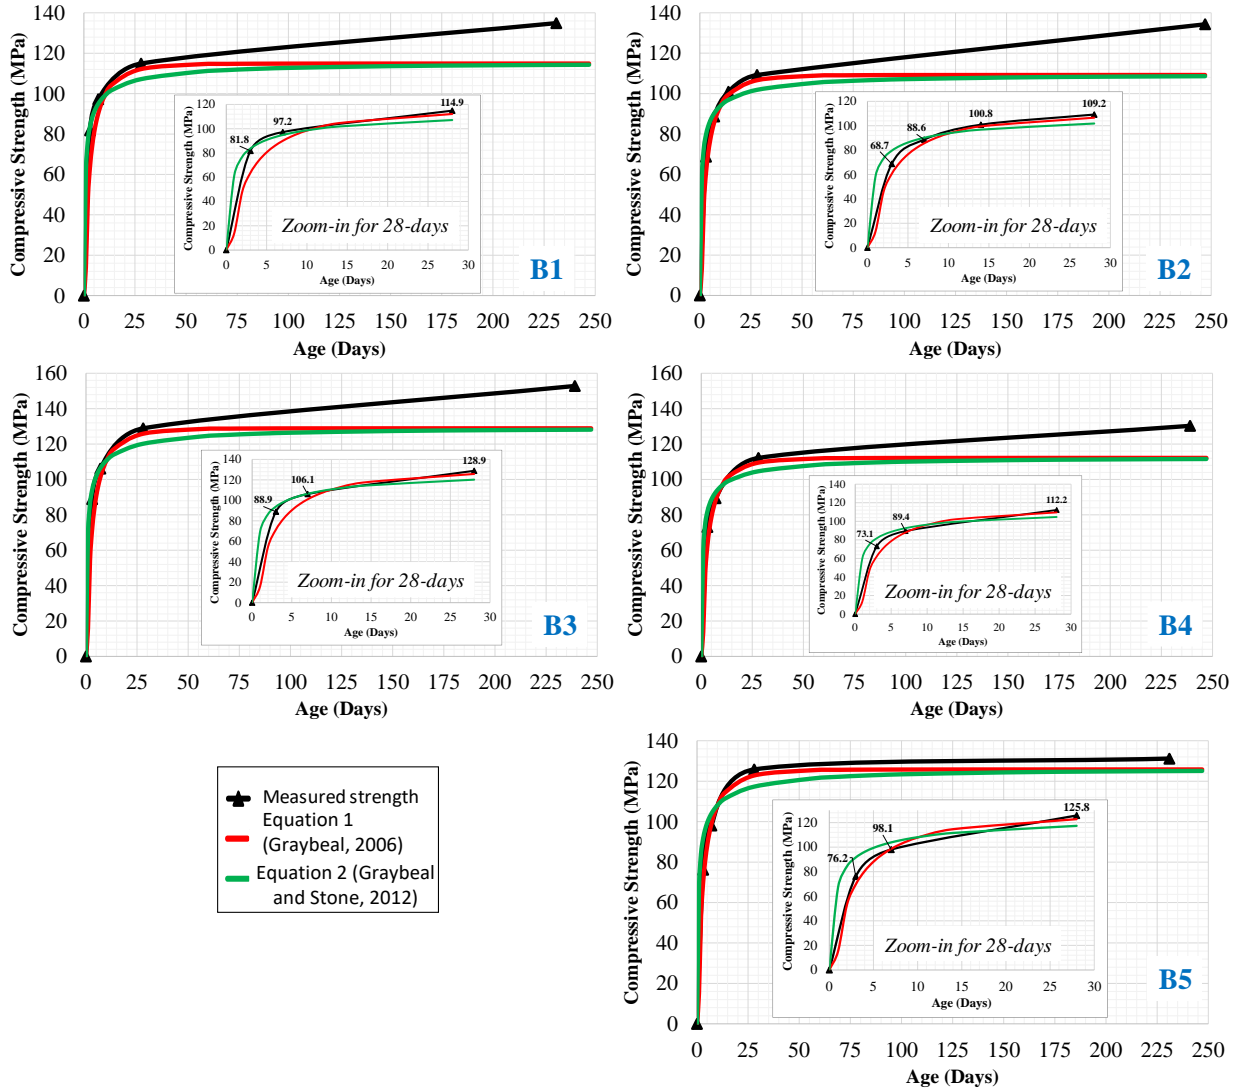 Compressive Strength (MPa)
140
120
100
80
60
40
20
0
0 25 50 75 100 125 150 175 200 225 250
Age (Days)
Compressive Strength (MPa)
120
100
80
60
40
20
0
81.8
97.2
114.9
Zoom-in for 28-days
0 5 10 15 20 25 30
Age (Days)
B1
Compressive Strength (MPa)
140
120
100
80
60
40
20
0
0 25 50 75 100 125 150 175 200 225 250
Age (Days)
Compressive Strength (MPa)
120
100
80
60
40
20
0
68.7
88.6
100.8
109.2
Zoom-in for 28-days
0 5 10 15 20 25 30
Age (Days)
B2
Compressive Strength (MPa)
160
140
120
100
80
60
40
20
0
0 25 50 75 100 125 150 175 200 225 250
Age (Days)
Compressive Strength (MPa)
140
120
100
80
60
40
20
0
88.9
106.1
128.9
Zoom-in for 28-days
0 5 10 15 20 25 30
Age (Days)
B3
Compressive Strength (MPa)
160
140
120
100
80
60
40
20
0
0 25 50 75 100 125 150 175 200 225 250
Age (Days)
Compressive Strength (MPa)
140
120
100
80
60
40
20
0
73.1
89.4
112.2
Zoom-in for 28-days
0 5 10 15 20 25 30
Age (Days)
B4
Measured strength
Equation 1
(Graybeal, 2006)
Equation 2 (Graybeal
and Stone, 2012)
Compressive Strength (MPa)
140
120
100
80
60
40
20
0
0 25 50 75 100 125 150 175 200 225 250
Age (Days)
Compressive Strength (MPa)
120
100
80
60
40
20
0
76.2
98.1
125.8
Zoom-in for 28-days
0 5 10 15 20 25 30
Age (Days)
B5